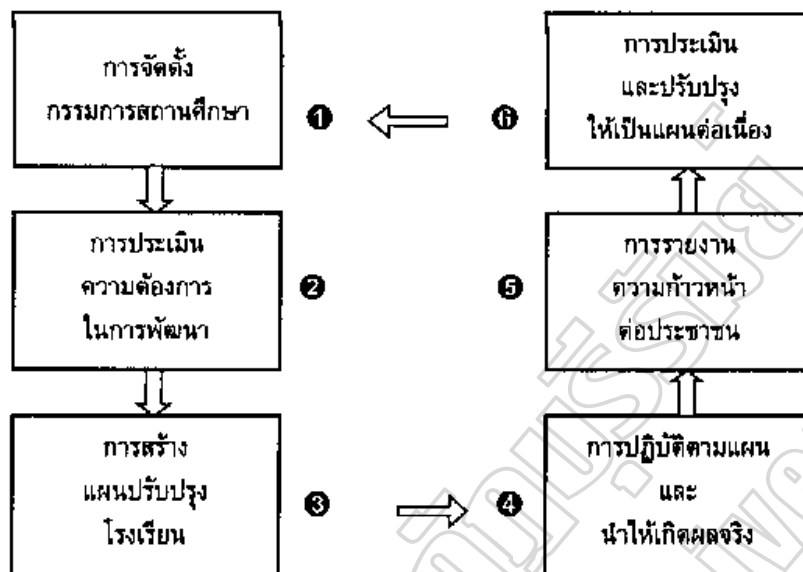 การจัดตั้ง
กรรมการสถานศึกษา
❶
การประเมิน
ความต้องการ
ในการพัฒนา
❷
การสร้าง
แผนปรับปรุง
โรงเรียน
❸
การปฏิบัติตามแผน
และ
นำให้เกิดผลจริง
❹
การรายงาน
ความก้าวหน้า
ต่อประชาชน
❺
การประเมิน
และปรับปรุง
ให้เป็นแผนต่อเนื่อง
❻